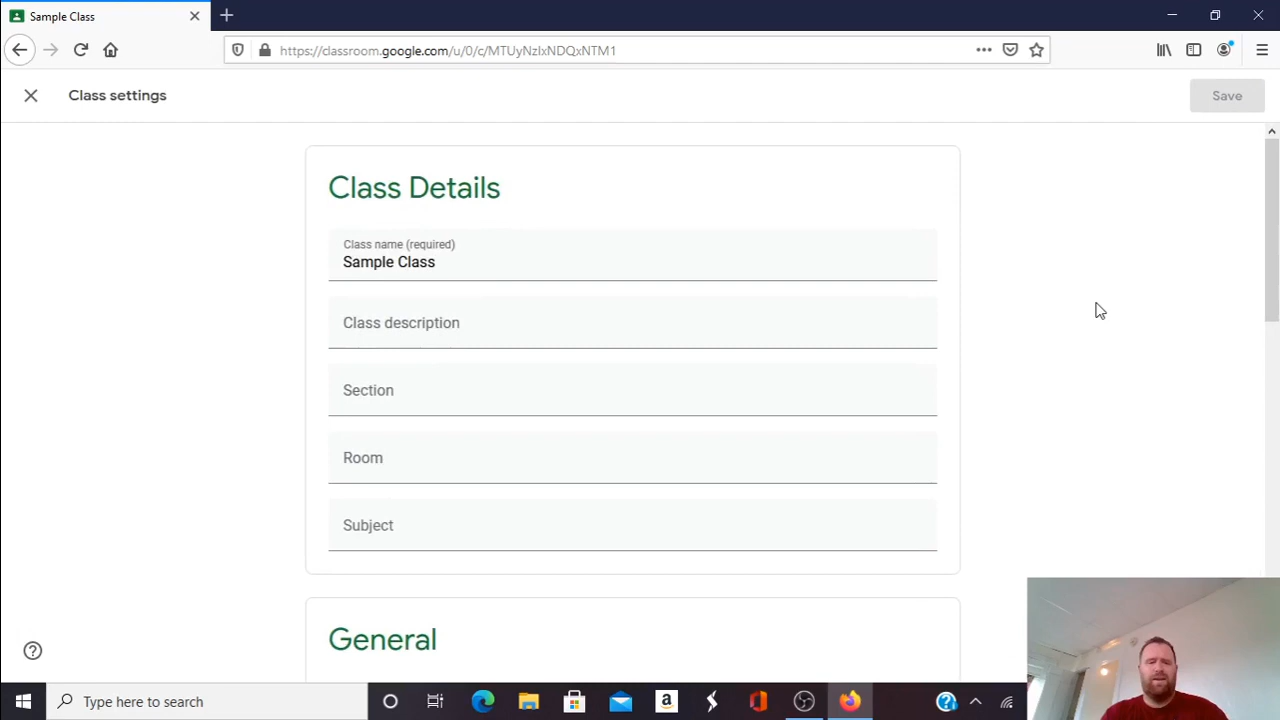 Sample Class
https://classroom.google.com/u/0/c/MTUyNzIxNDQxNTM1
Class settings
Save
Class Details
Class name (required)
Sample Class
Class description
Section
Room
Subject
General
Type here to search